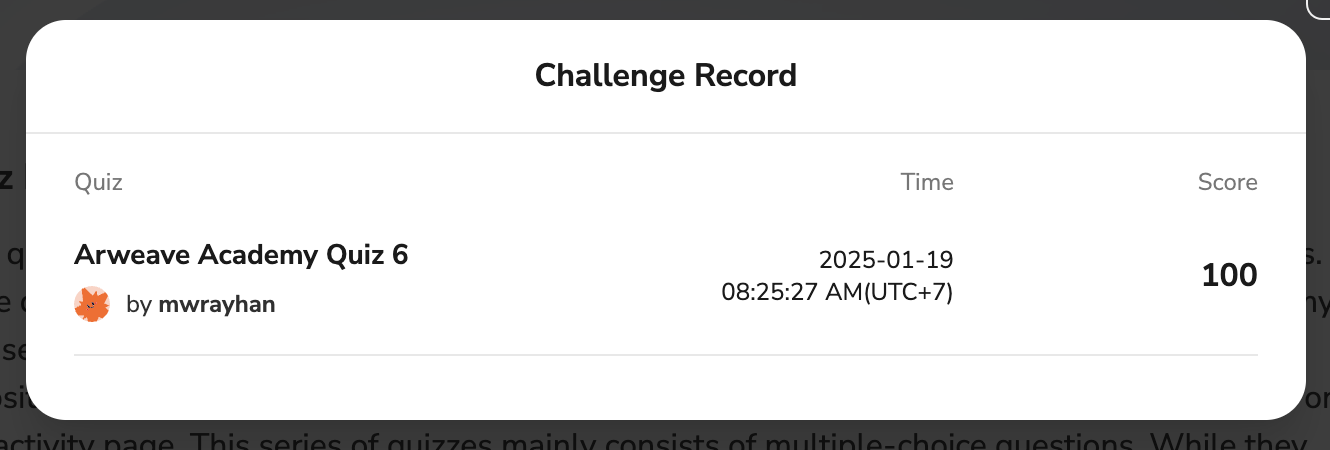 Challenge Record
Quiz Time Score
Arweave Academy Quiz 6
by mwrayhan
2025-01-19
08:25:27 AM(UTC+7)
100
activity page. This series of quizzes mainly consists of multiple-choice questions. While they